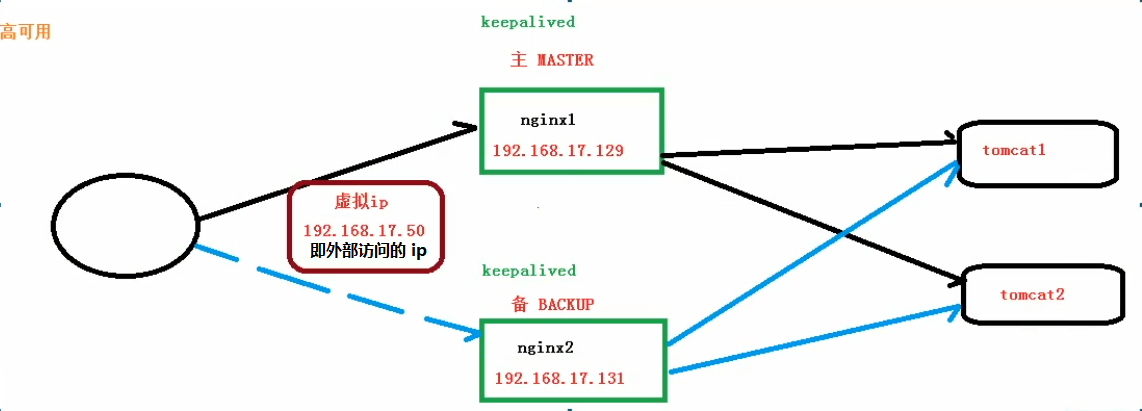 高可用
keepalived
主 MASTER
nginx1
192.168.17.129
虚拟ip
192.168.17.50
即外部访问的 ip
keepalived
备 BACKUP
nginx2
192.168.17.131
tomcat1
tomcat2